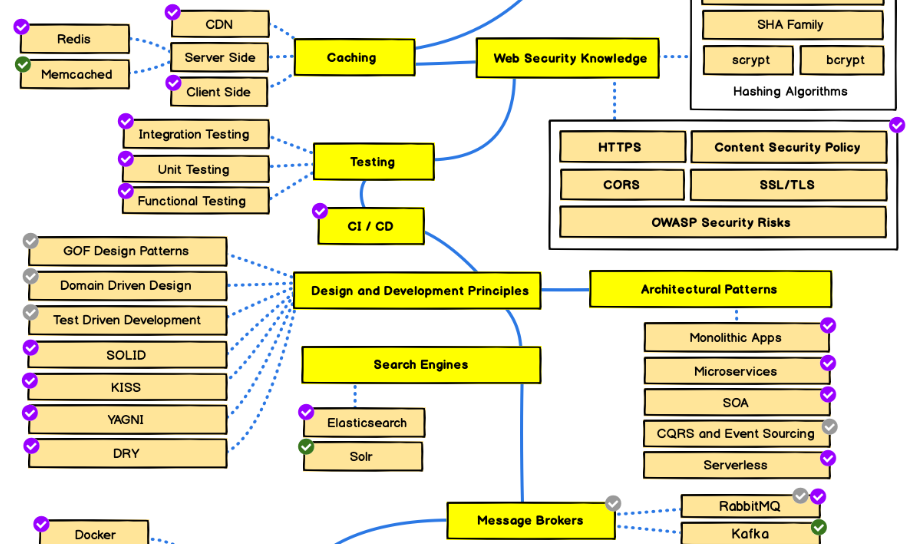 CDN
SHA Family
Redis
Server Side
Caching
Web Security Knowledge
scrypt
bcrypt
Memcached
Client Side
Hashing Algorithms
Integration Testing
HTTPS
Content Security Policy
Unit Testing
Testing
CORS
SSL/TLS
Functional Testing
CI / CD
OWASP Security Risks
GOF Design Patterns
Domain Driven Design
Design and Development Principles
Architectural Patterns
Test Driven Development
Monolithic Apps
SOLID
Search Engines
Microservices
KISS
SOA
YAGNI
Elasticsearch
CQRS and Event Sourcing
DRY
Solr
Serverless
RabbitMQ
Message Brokers
Docker
Kafka